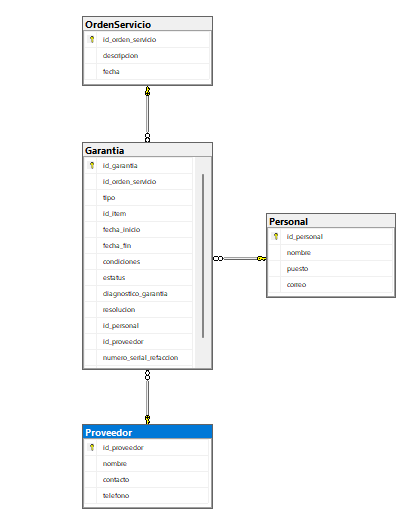 OrdenServicio
id_orden_servicio
descripcion
fecha
Garantia
id_garantia
id_orden_servicio
tipo
id_item
fecha_inicio
fecha_fin
condiciones
estatus
diagnostico_garantia
resolucion
id_personal
id_proveedor
numero_serial_refaccion
Personal
id_personal
nombre
puesto
correo
Proveedor
id_proveedor
nombre
contacto
telefono